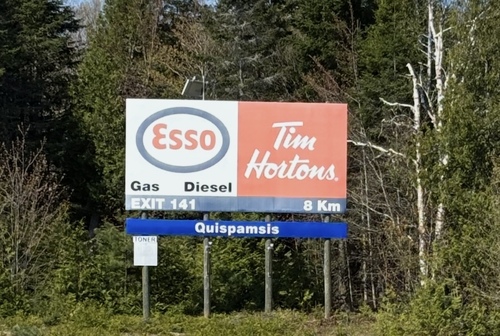 Esso
Tim
Hortons.
Gas Diesel
EXIT 141 8 Km
Quispamsis
TONER